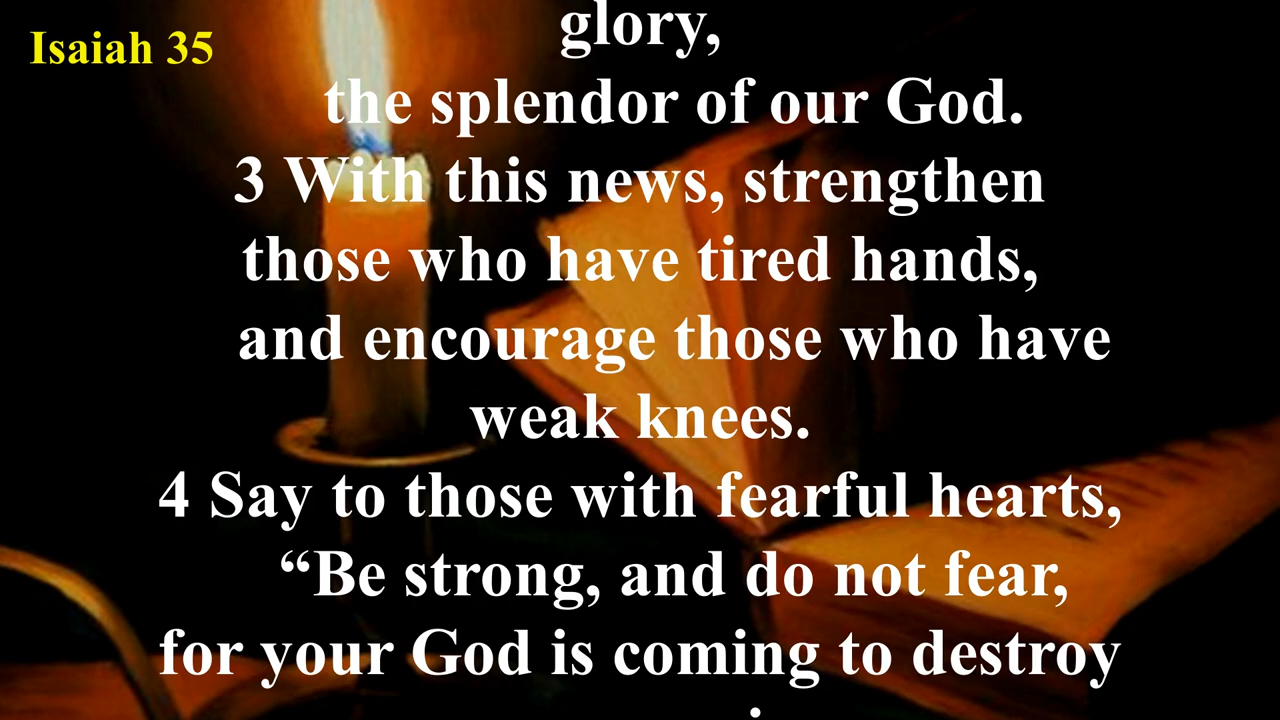 Isaiah 35
glory,
the splendor of our God.
3 With this news, strengthen
those who have tired hands,
and encourage those who have
weak knees.
4 Say to those with fearful hearts,
“Be strong, and do not fear,
for your God is coming to destroy